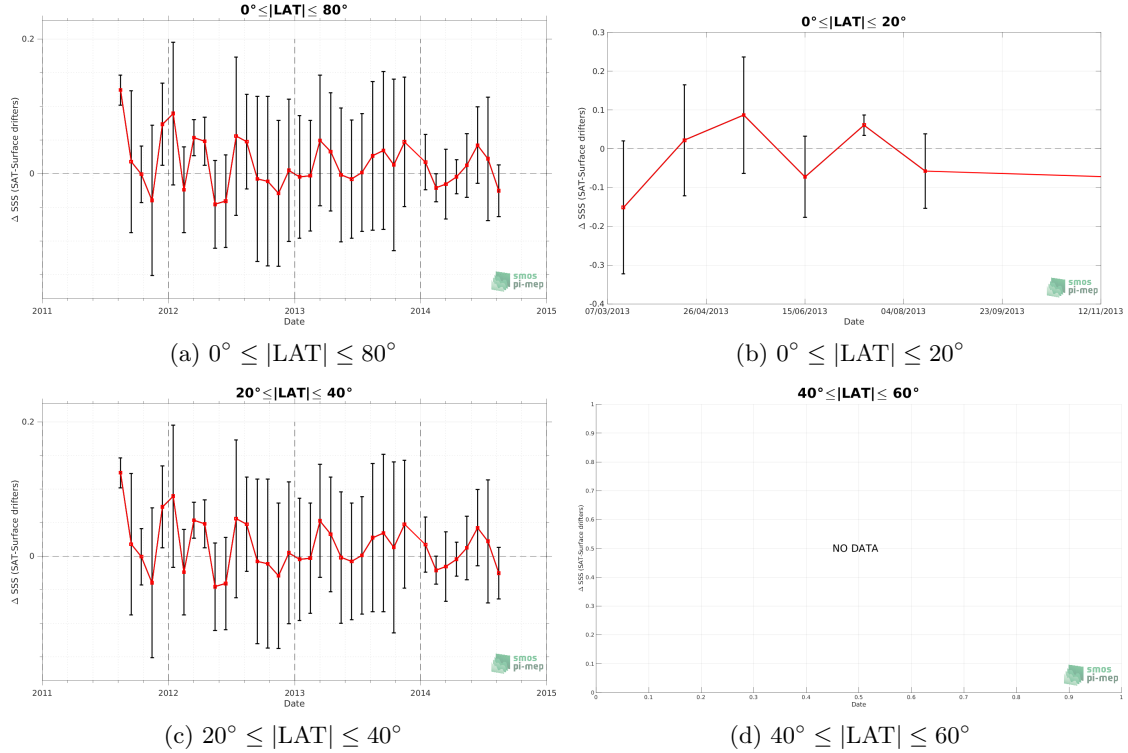 0°≤|LAT|≤ 80°
Δ SSS (SAT-Surface drifters)
0.2
0
2011 2012 2013 2014 2015
Date
smos
pi-mep
(a) 0° ≤ |LAT| ≤ 80°
0°≤|LAT|≤ 20°
Δ SSS (SAT-Surface drifters)
0.3
0.2
0.1
0
-0.1
-0.2
-0.3
-0.4
07/03/2013 26/04/2013 15/06/2013 04/08/2013 23/09/2013 12/11/2013
Date
smos
pi-mep
(b) 0° ≤ |LAT| ≤ 20°
20°≤|LAT|≤ 40°
Δ SSS (SAT-Surface drifters)
0.2
0
2011 2012 2013 2014 2015
Date
smos
pi-mep
(c) 20° ≤ |LAT| ≤ 40°
40°≤|LAT|≤ 60°
Δ SSS (SAT-Surface drifters)
1
0.9
0.8
0.7
0.6
0.5
0.4
0.3
0.2
0.1
0
NO DATA
0 0.1 0.2 0.3 0.4 0.5 0.6 0.7 0.8 0.9 1
Date
smos
pi-mep
(d) 40° ≤ |LAT| ≤ 60°